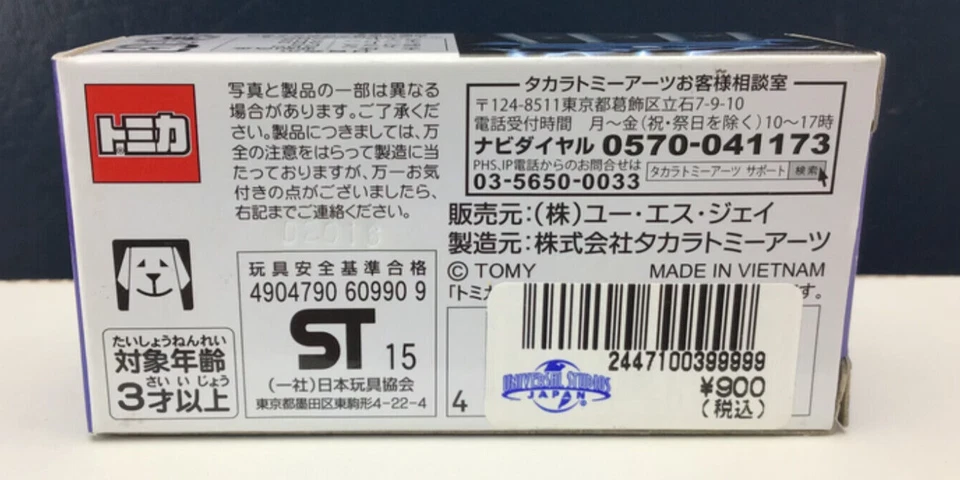 トミカ
写真と製品の一部は異なる
場合があります。ご了承くだ
さい。製品につきましては、万
全の注意をはらって製造に当
たっておりますが、万一お気
付きの点がございましたら、
右記までご連絡ください。
タカラトミーアーツお客様相談室
〒124-8511東京都葛飾区立石7-9-10
電話受付時間 月〜金(祝・祭日を除く)10〜17時
ナビダイヤル 0570-041173
PHS、IP電話からのお問合せは
03-5650-0033
タカラトミーアーツ サポート 検索
販売元:(株)ユー・エス・ジェイ
製造元:株式会社タカラトミーアーツ
© TOMY MADE IN VIETNAM
「トミカ
す。
たいしょうねんれい
対象年齢
さい い じょう
3才以上
玩具安全基準合格
4904790 60990 9
ST 15
(一社)日本玩具協会
東京都墨田区東駒形4-22-4
4
2447100399999
UNIVERSAL STUDIOS
JAPAN
¥900
(税込)